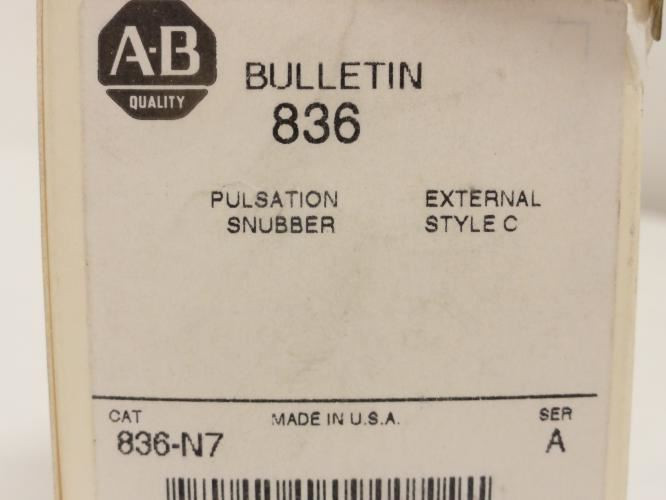 A-B
QUALITY
BULLETIN
836
PULSATION EXTERNAL
SNUBBER STYLE C
CAT MADE IN U.S.A. SER
836-N7 A